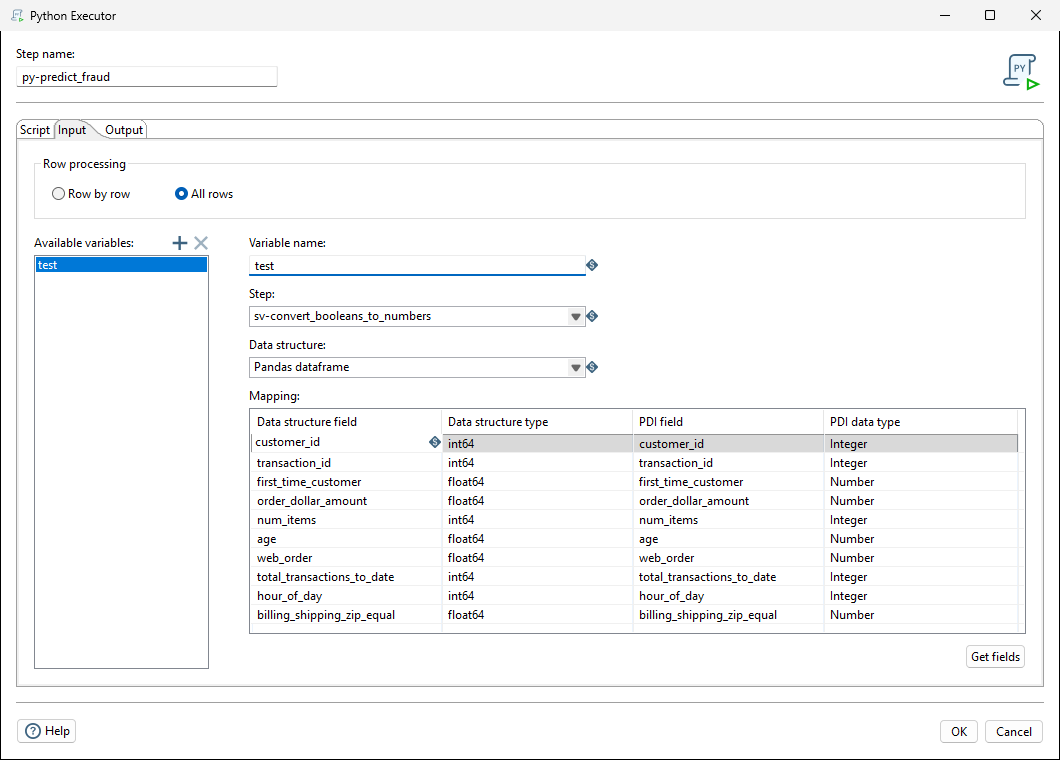 Python Executor
Step name:
py-predict_fraud
PY
Script Input Output
Row processing
Row by row All rows
Available variables:
test
Variable name:
test
Step:
sv-convert_booleans_to_numbers
Data structure:
Pandas dataframe
Mapping:
Data structure field Data structure type PDI field PDI data type
customer_id int64 customer_id Integer
transaction_id int64 transaction_id Integer
first_time_customer float64 first_time_customer Number
order_dollar_amount float64 order_dollar_amount Number
num_items int64 num_items Integer
age float64 age Number
web_order float64 web_order Number
total_transactions_to_date int64 total_transactions_to_date Integer
hour_of_day int64 hour_of_day Integer
billing_shipping_zip_equal float64 billing_shipping_zip_equal Number
Get fields
Help
OK Cancel